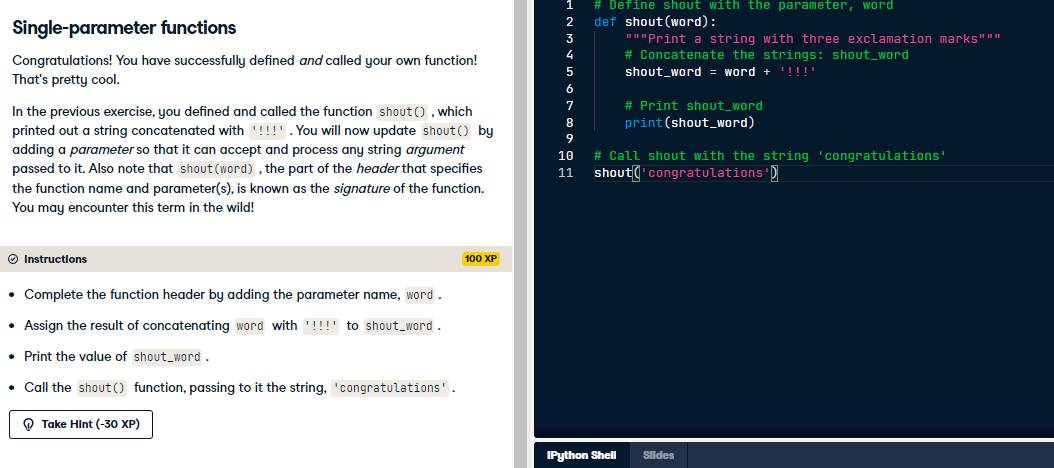 Single-parameter functions
Congratulations! You have successfully defined and called your own function!
That's pretty cool.
In the previous exercise, you defined and called the function shout() , which
printed out a string concatenated with '!!!' . You will now update shout() by
adding a parameter so that it can accept and process any string argument
passed to it. Also note that shout(word) , the part of the header that specifies
the function name and parameter(s), is known as the signature of the function.
You may encounter this term in the wild!
Instructions 100 XP
• Complete the function header by adding the parameter name, word .
• Assign the result of concatenating word with '!!!' to shout_word .
• Print the value of shout_word .
• Call the shout() function, passing to it the string, 'congratulations' .
Take Hint (-30 XP)
1 # Define shout with the parameter, word
2 def shout(word):
3     """Print a string with three exclamation marks"""
4     # Concatenate the strings: shout_word
5     shout_word = word + '!!!'
6
7     # Print shout_word
8     print(shout_word)
9
10 # Call shout with the string 'congratulations'
11 shout('congratulations')
IPython Shell Slides